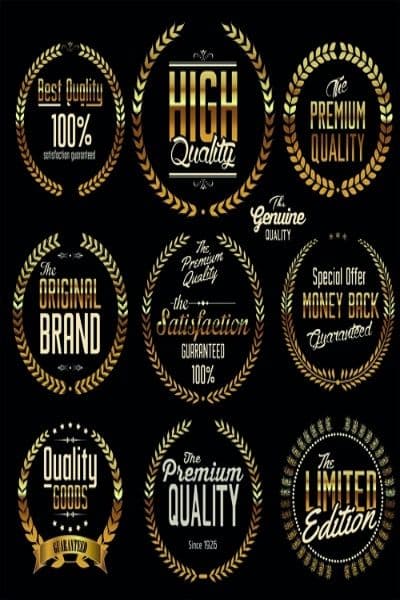 Best Quality
100%
satisfaction guaranteed
HIGH
Quality
The
PREMIUM
QUALITY
The
Genuine
QUALITY
The
ORIGINAL
BRAND
The
Premium
Quality
the
Satisfaction
GUARANTEED
100%
Special Offer
MONEY BACK
Guaranteed
Quality
GOODS
GUARANTEED
The
Premium
QUALITY
Since 1926
The
LIMITED
Edition